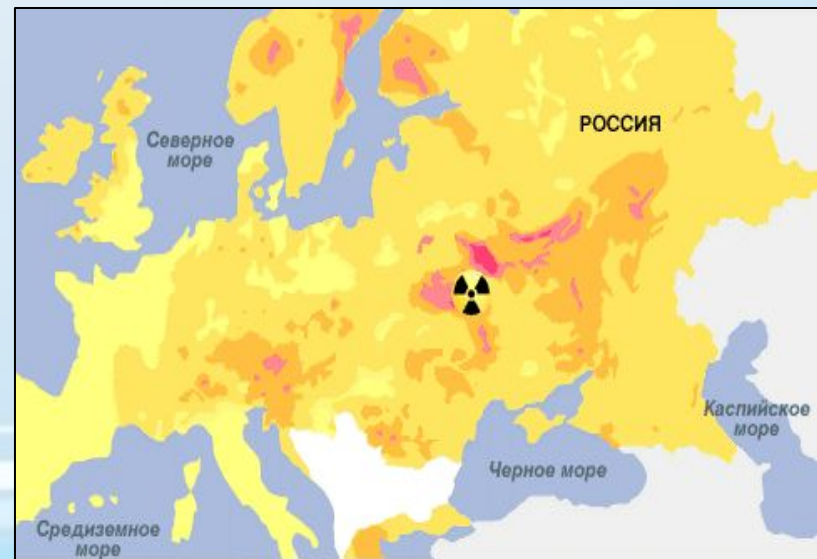 Северное
море
РОССИЯ
Каспийское
море
Черное море
Средиземное
море